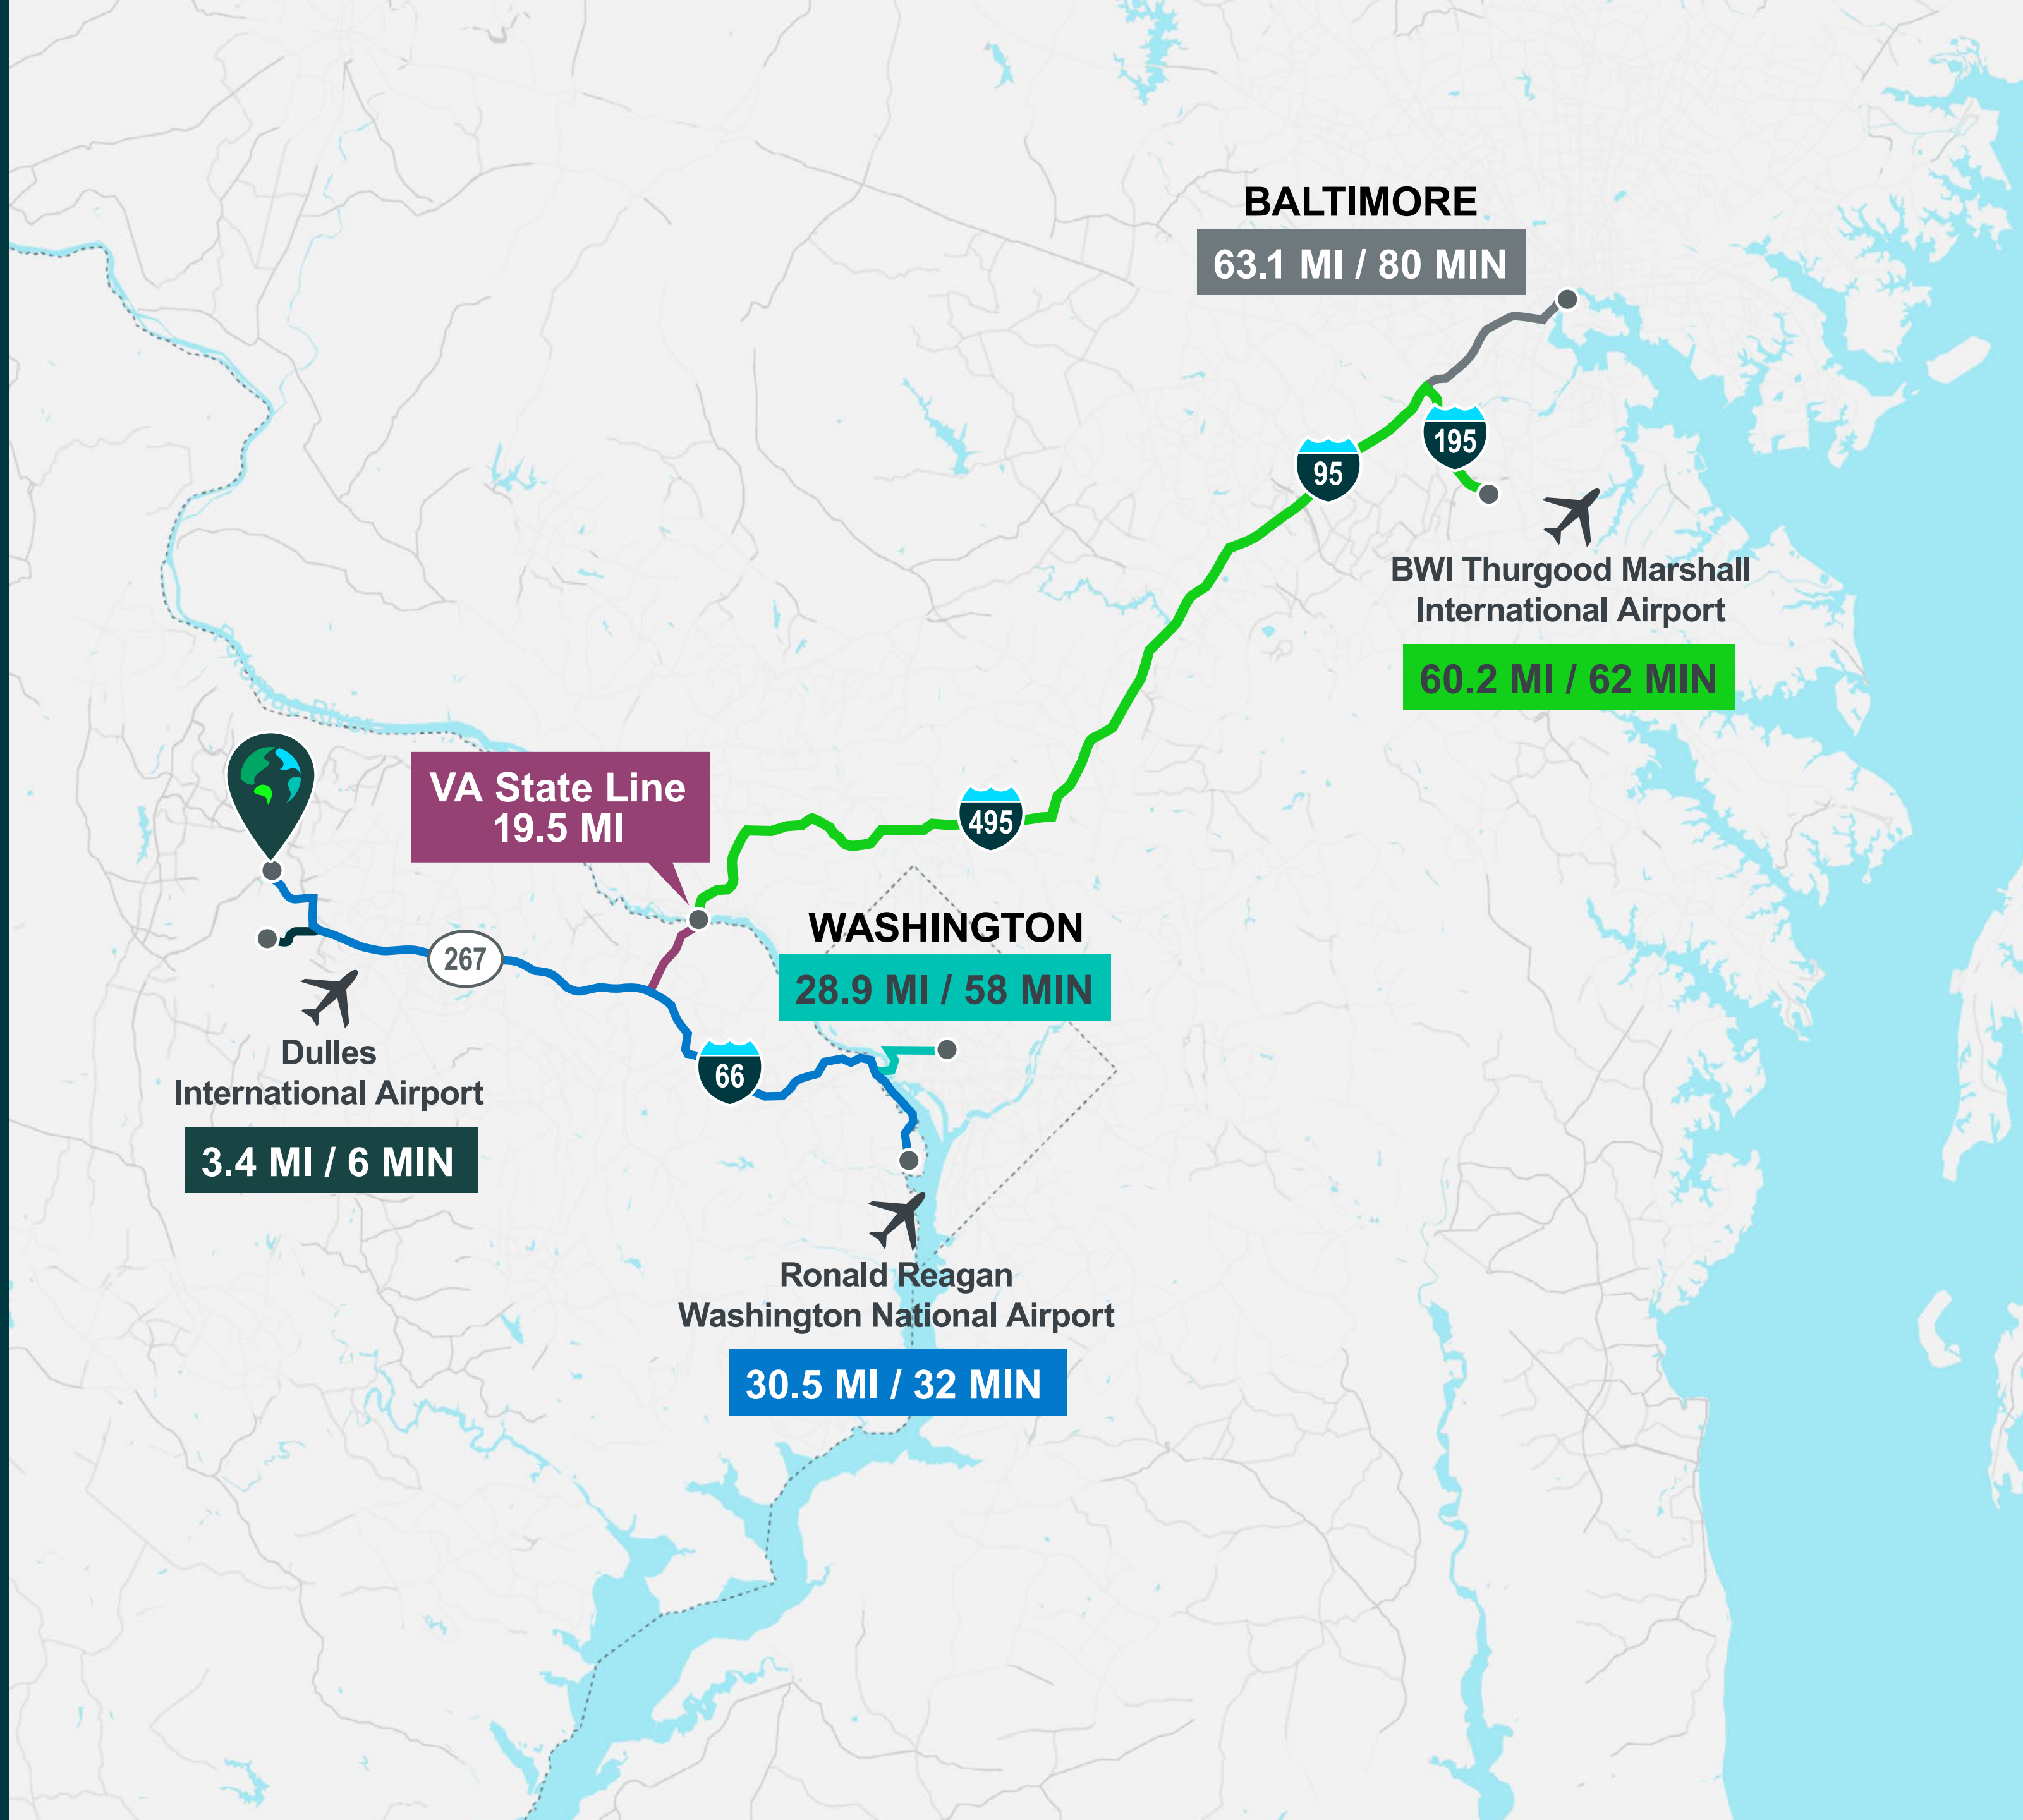 BALTIMORE
63.1 MI / 80 MIN
195
95
BWI Thurgood Marshall
International Airport
60.2 MI / 62 MIN
VA State Line
19.5 MI
495
WASHINGTON
28.9 MI / 58 MIN
267
66
Dulles
International Airport
3.4 MI / 6 MIN
Ronald Reagan
Washington National Airport
30.5 MI / 32 MIN
River